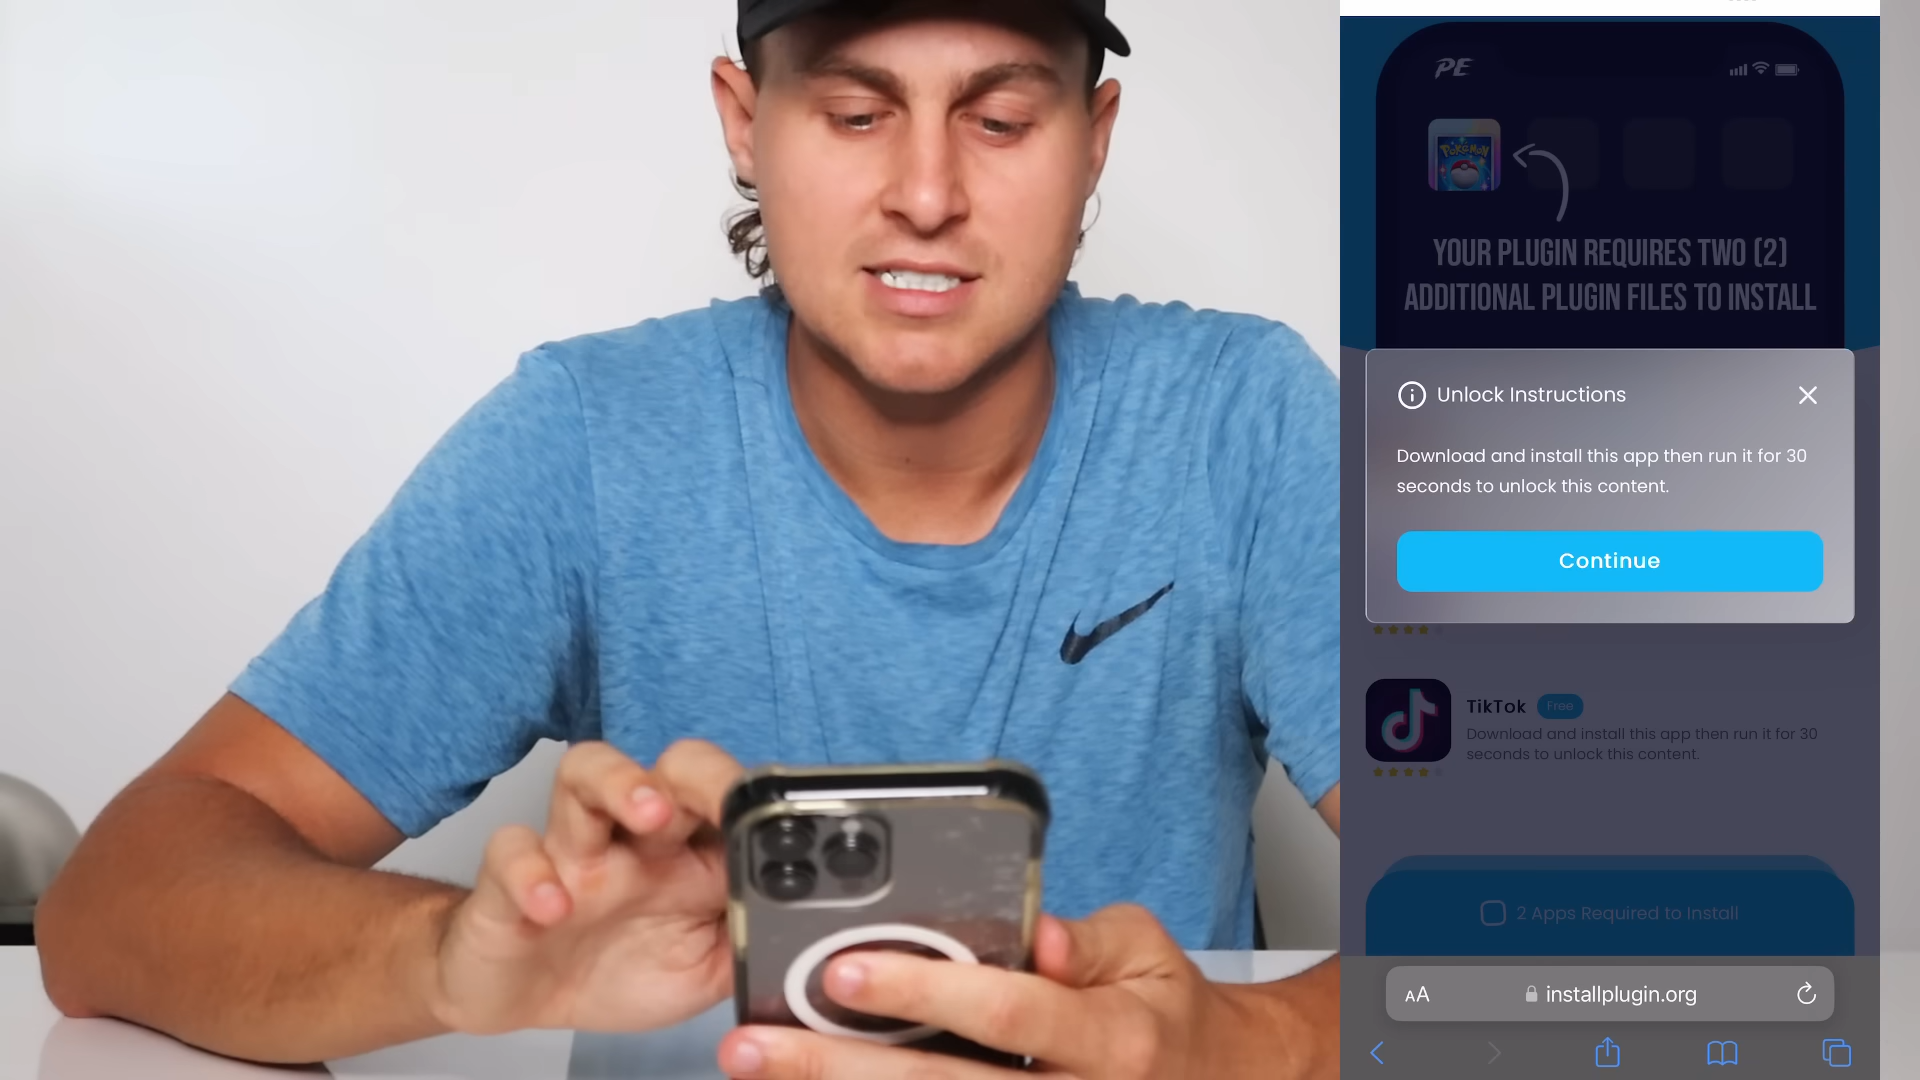 PE
POKÉMON
YOUR PLUGIN REQUIRES TWO (2)
ADDITIONAL PLUGIN FILES TO INSTALL
Unlock Instructions
Download and install this app then run it for 30
seconds to unlock this content.
Continue
TikTok Free
Download and install this app then run it for 30
seconds to unlock this content.
2 Apps Required to Install
AA installplugin.org